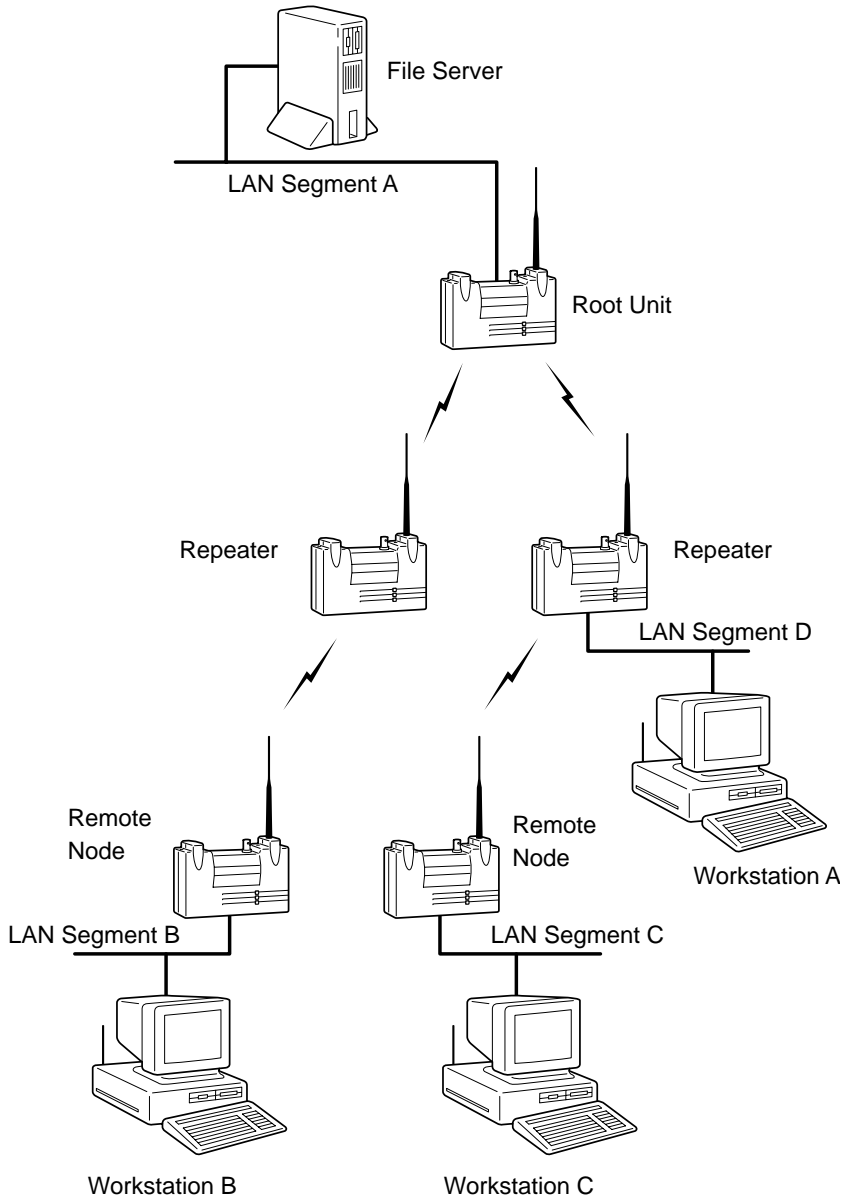 File Server
LAN Segment A
Root Unit
Repeater
Repeater
LAN Segment D
Remote
Node
Remote
Node
Workstation A
LAN Segment B
LAN Segment C
Workstation B
Workstation C